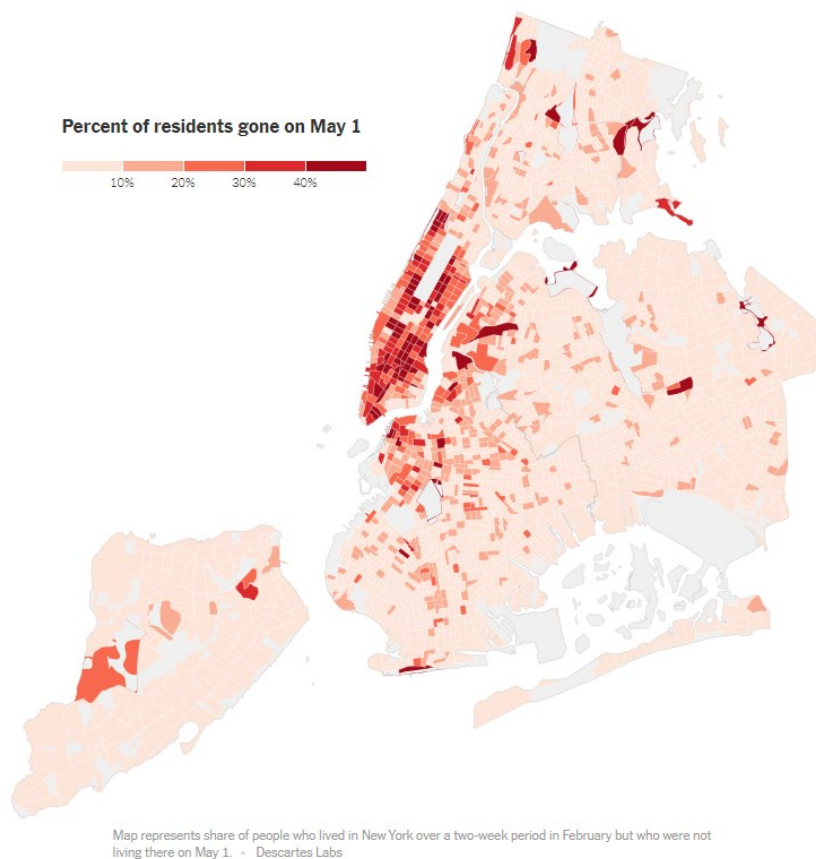 Percent of residents gone on May 1
10% 20% 30% 40%
Map represents share of people who lived in New York over a two-week period in February but who were not
living there on May 1. • Descartes Labs